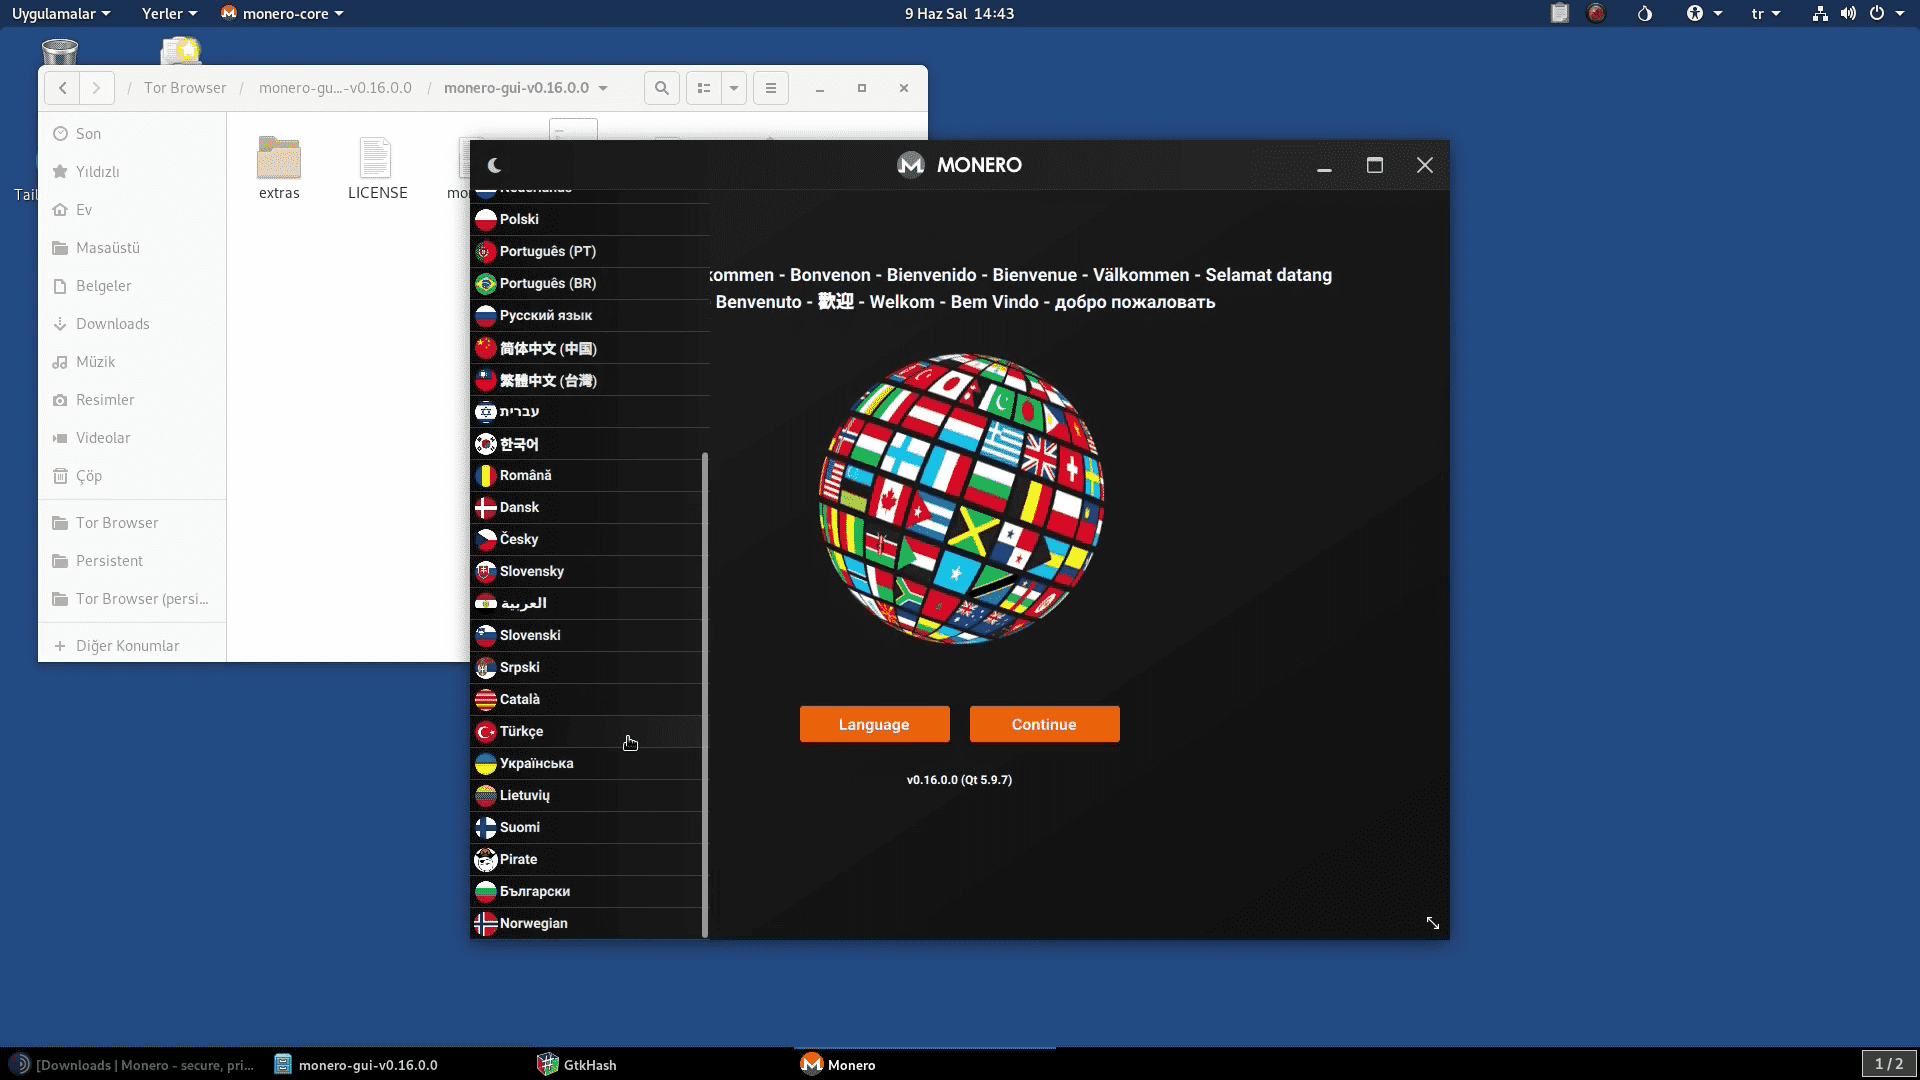 Uygulamalar
Yerler
monero-core
9 Haz Sal 14:43
tr
Tor Browser
monero-gu...-v0.16.0.0
monero-gui-v0.16.0.0
Son
Yıldızlı
Ev
Masaüstü
Belgeler
Downloads
Müzik
Resimler
Videolar
Çöp
Tor Browser
Persistent
Tor Browser (persi...
Diğer Konumlar
extras
LICENSE
MONERO
Polski
Português (PT)
Português (BR)
Русский язык
简体中文 (中国)
繁體中文 (台灣)
עברית
한국어
Română
Dansk
Česky
Slovensky
العربية
Slovenski
Srpski
Català
Türkçe
Українська
Lietuvių
Suomi
Pirate
Български
Norwegian
kommen - Bonvenon - Bienvenido - Bienvenue - Välkommen - Selamat datang
Benvenuto - 歡迎 - Welkom - Bem Vindo - добро пожаловать
Language
Continue
v0.16.0.0 (Qt 5.9.7)
[Downloads | Monero - secure, pri...
monero-gui-v0.16.0.0
GtkHash
Monero
1 / 2